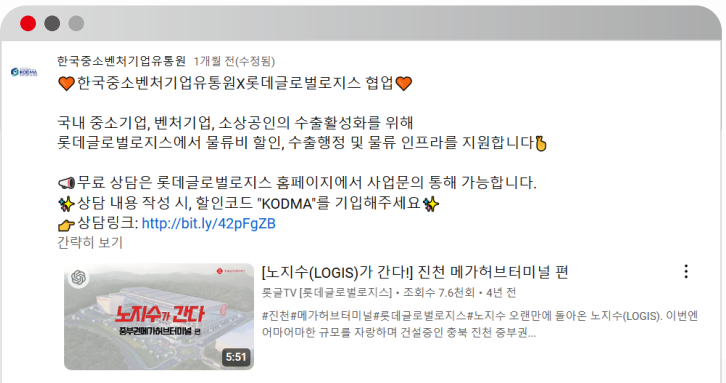 한국중소벤처기업유통원 1개월 전(수정됨)
KODMA
🧡한국중소벤처기업유통원X롯데글로벌로지스 협업🧡
국내 중소기업, 벤처기업, 소상공인의 수출활성화를 위해
롯데글로벌로지스에서 물류비 할인, 수출행정 및 물류 인프라를 지원합니다🫰
📢무료 상담은 롯데글로벌로지스 홈페이지에서 사업문의 통해 가능합니다.
✨상담 내용 작성 시, 할인코드 "KODMA"를 기입해주세요✨
👉상담링크: http://bit.ly/42pFgZB
간략히 보기
노지수가 간다
중부권메가허브터미널 편
5:51
[노지수(LOGIS)가 간다!] 진천 메가허브터미널 편
롯글TV [롯데글로벌로지스] • 조회수 7.6천회 • 4년 전
#진천#메가허브터미널#롯데글로벌로지스#노지수 오랜만에 돌아온 노지수(LOGIS). 이번엔
어마어마한 규모를 자랑하며 건설중인 충북 진천 중부권...